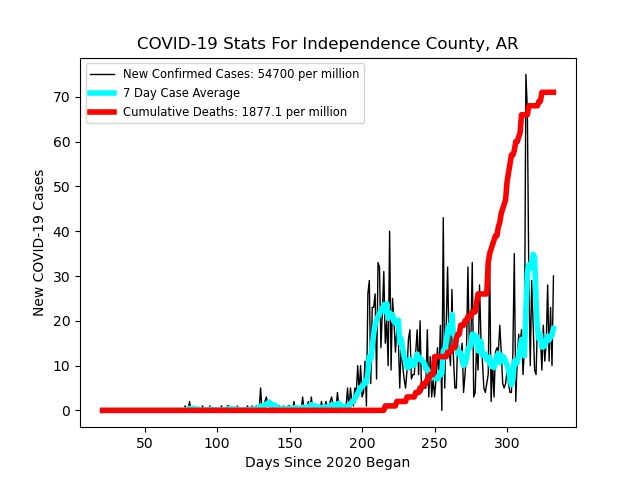 COVID-19 Stats For Independence County, AR
New Confirmed Cases: 54700 per million
7 Day Case Average
Cumulative Deaths: 1877.1 per million
New COVID-19 Cases
70
60
50
40
30
20
10
0
50
100
150
200
250
300
Days Since 2020 Began